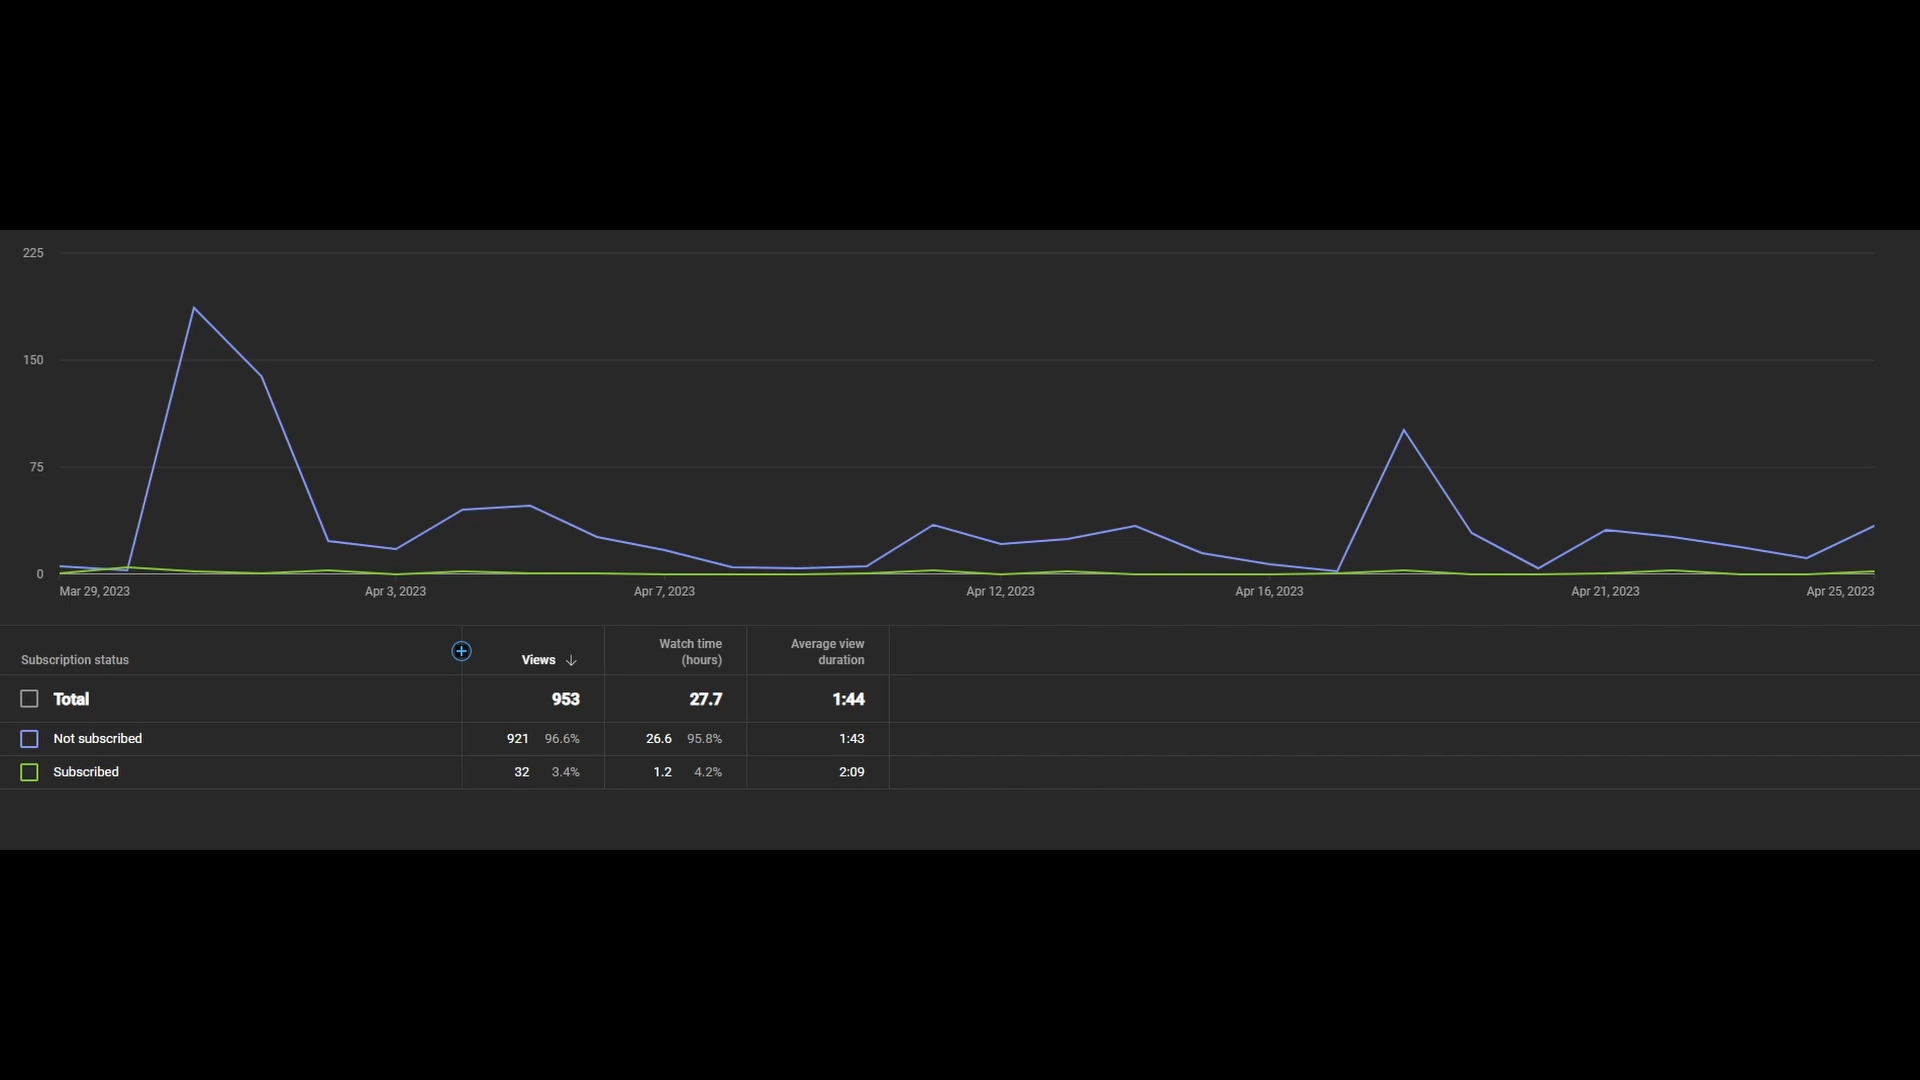 225
150
75
0
Mar 29, 2023 Apr 3, 2023 Apr 7, 2023 Apr 12, 2023 Apr 16, 2023 Apr 21, 2023 Apr 25, 2023
Subscription status Views Watch time (hours) Average view duration
Total 953 27.7 1:44
Not subscribed 921 96.6% 26.6 95.8% 1:43
Subscribed 32 3.4% 1.2 4.2% 2:09